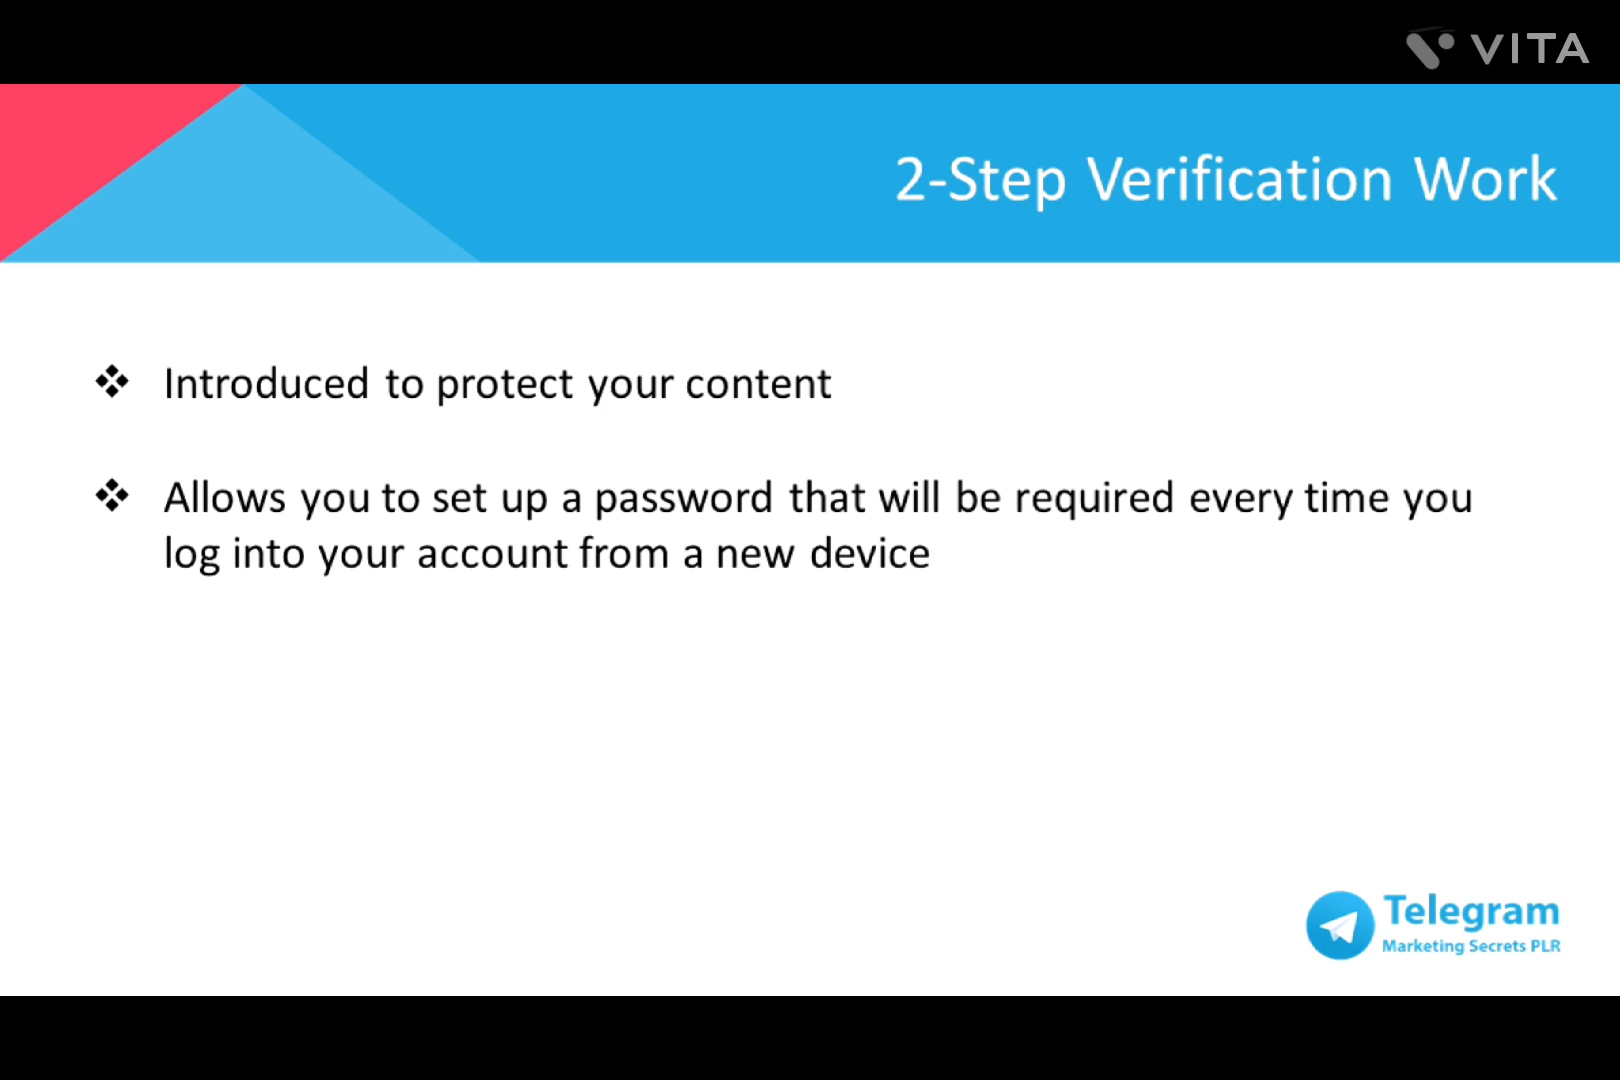 VITA
2-Step Verification Work
❖ Introduced to protect your content
❖ Allows you to set up a password that will be required every time you
log into your account from a new device
Telegram
Marketing Secrets PLR